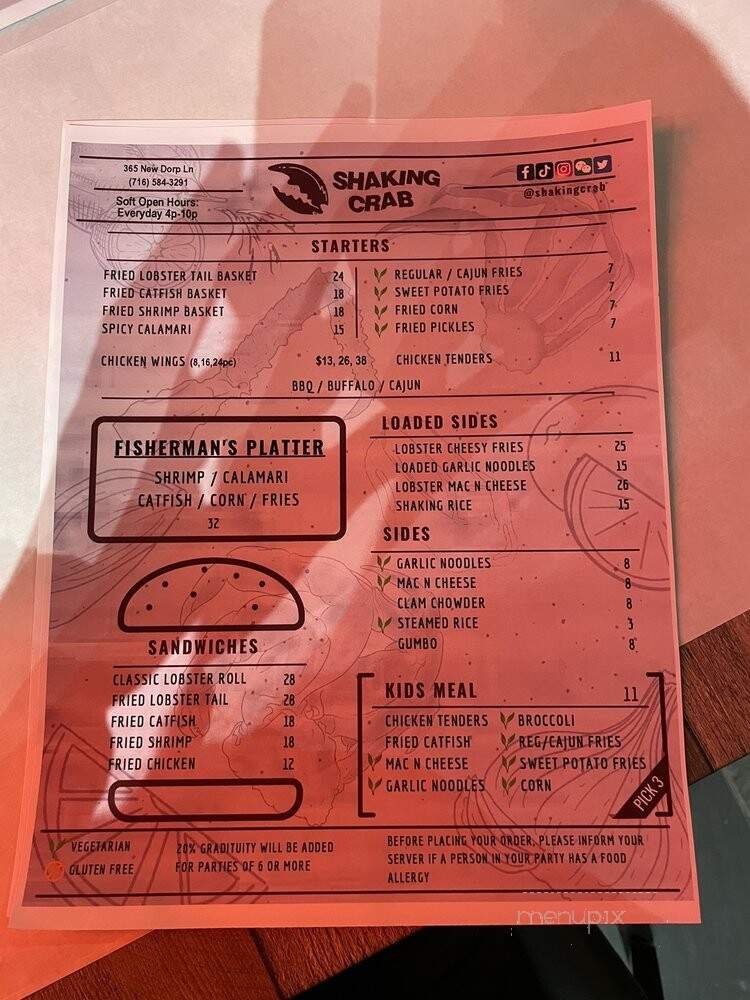 365 New Dorp Ln
(716) 584-3291
Soft Open Hours:
Everyday 4p-10p
SHAKING
CRAB
@shakingcrab
STARTERS
FRIED LOBSTER TAIL BASKET 24
FRIED CATFISH BASKET 18
FRIED SHRIMP BASKET 18
SPICY CALAMARI 15
REGULAR / CAJUN FRIES 7
SWEET POTATO FRIES 7
FRIED CORN 7
FRIED PICKLES 7
CHICKEN WINGS (8,16,24pc) $13, 26, 38
CHICKEN TENDERS 11
BBQ / BUFFALO / CAJUN
FISHERMAN'S PLATTER
SHRIMP / CALAMARI
CATFISH / CORN / FRIES
32
LOADED SIDES
LOBSTER CHEESY FRIES 25
LOADED GARLIC NOODLES 15
LOBSTER MAC N CHEESE 26
SHAKING RICE 15
SIDES
GARLIC NOODLES 8
MAC N CHEESE 8
CLAM CHOWDER 8
STEAMED RICE 3
GUMBO 8
SANDWICHES
CLASSIC LOBSTER ROLL 28
FRIED LOBSTER TAIL 28
FRIED CATFISH 18
FRIED SHRIMP 18
FRIED CHICKEN 12
KIDS MEAL 11
CHICKEN TENDERS
FRIED CATFISH
MAC N CHEESE
GARLIC NOODLES
BROCCOLI
REG/CAJUN FRIES
SWEET POTATO FRIES
CORN
PICK 3
VEGETARIAN
GLUTEN FREE
20% GRADITUITY WILL BE ADDED
FOR PARTIES OF 6 OR MORE
BEFORE PLACING YOUR ORDER, PLEASE INFORM YOUR
SERVER IF A PERSON IN YOUR PARTY HAS A FOOD
ALLERGY
menupix